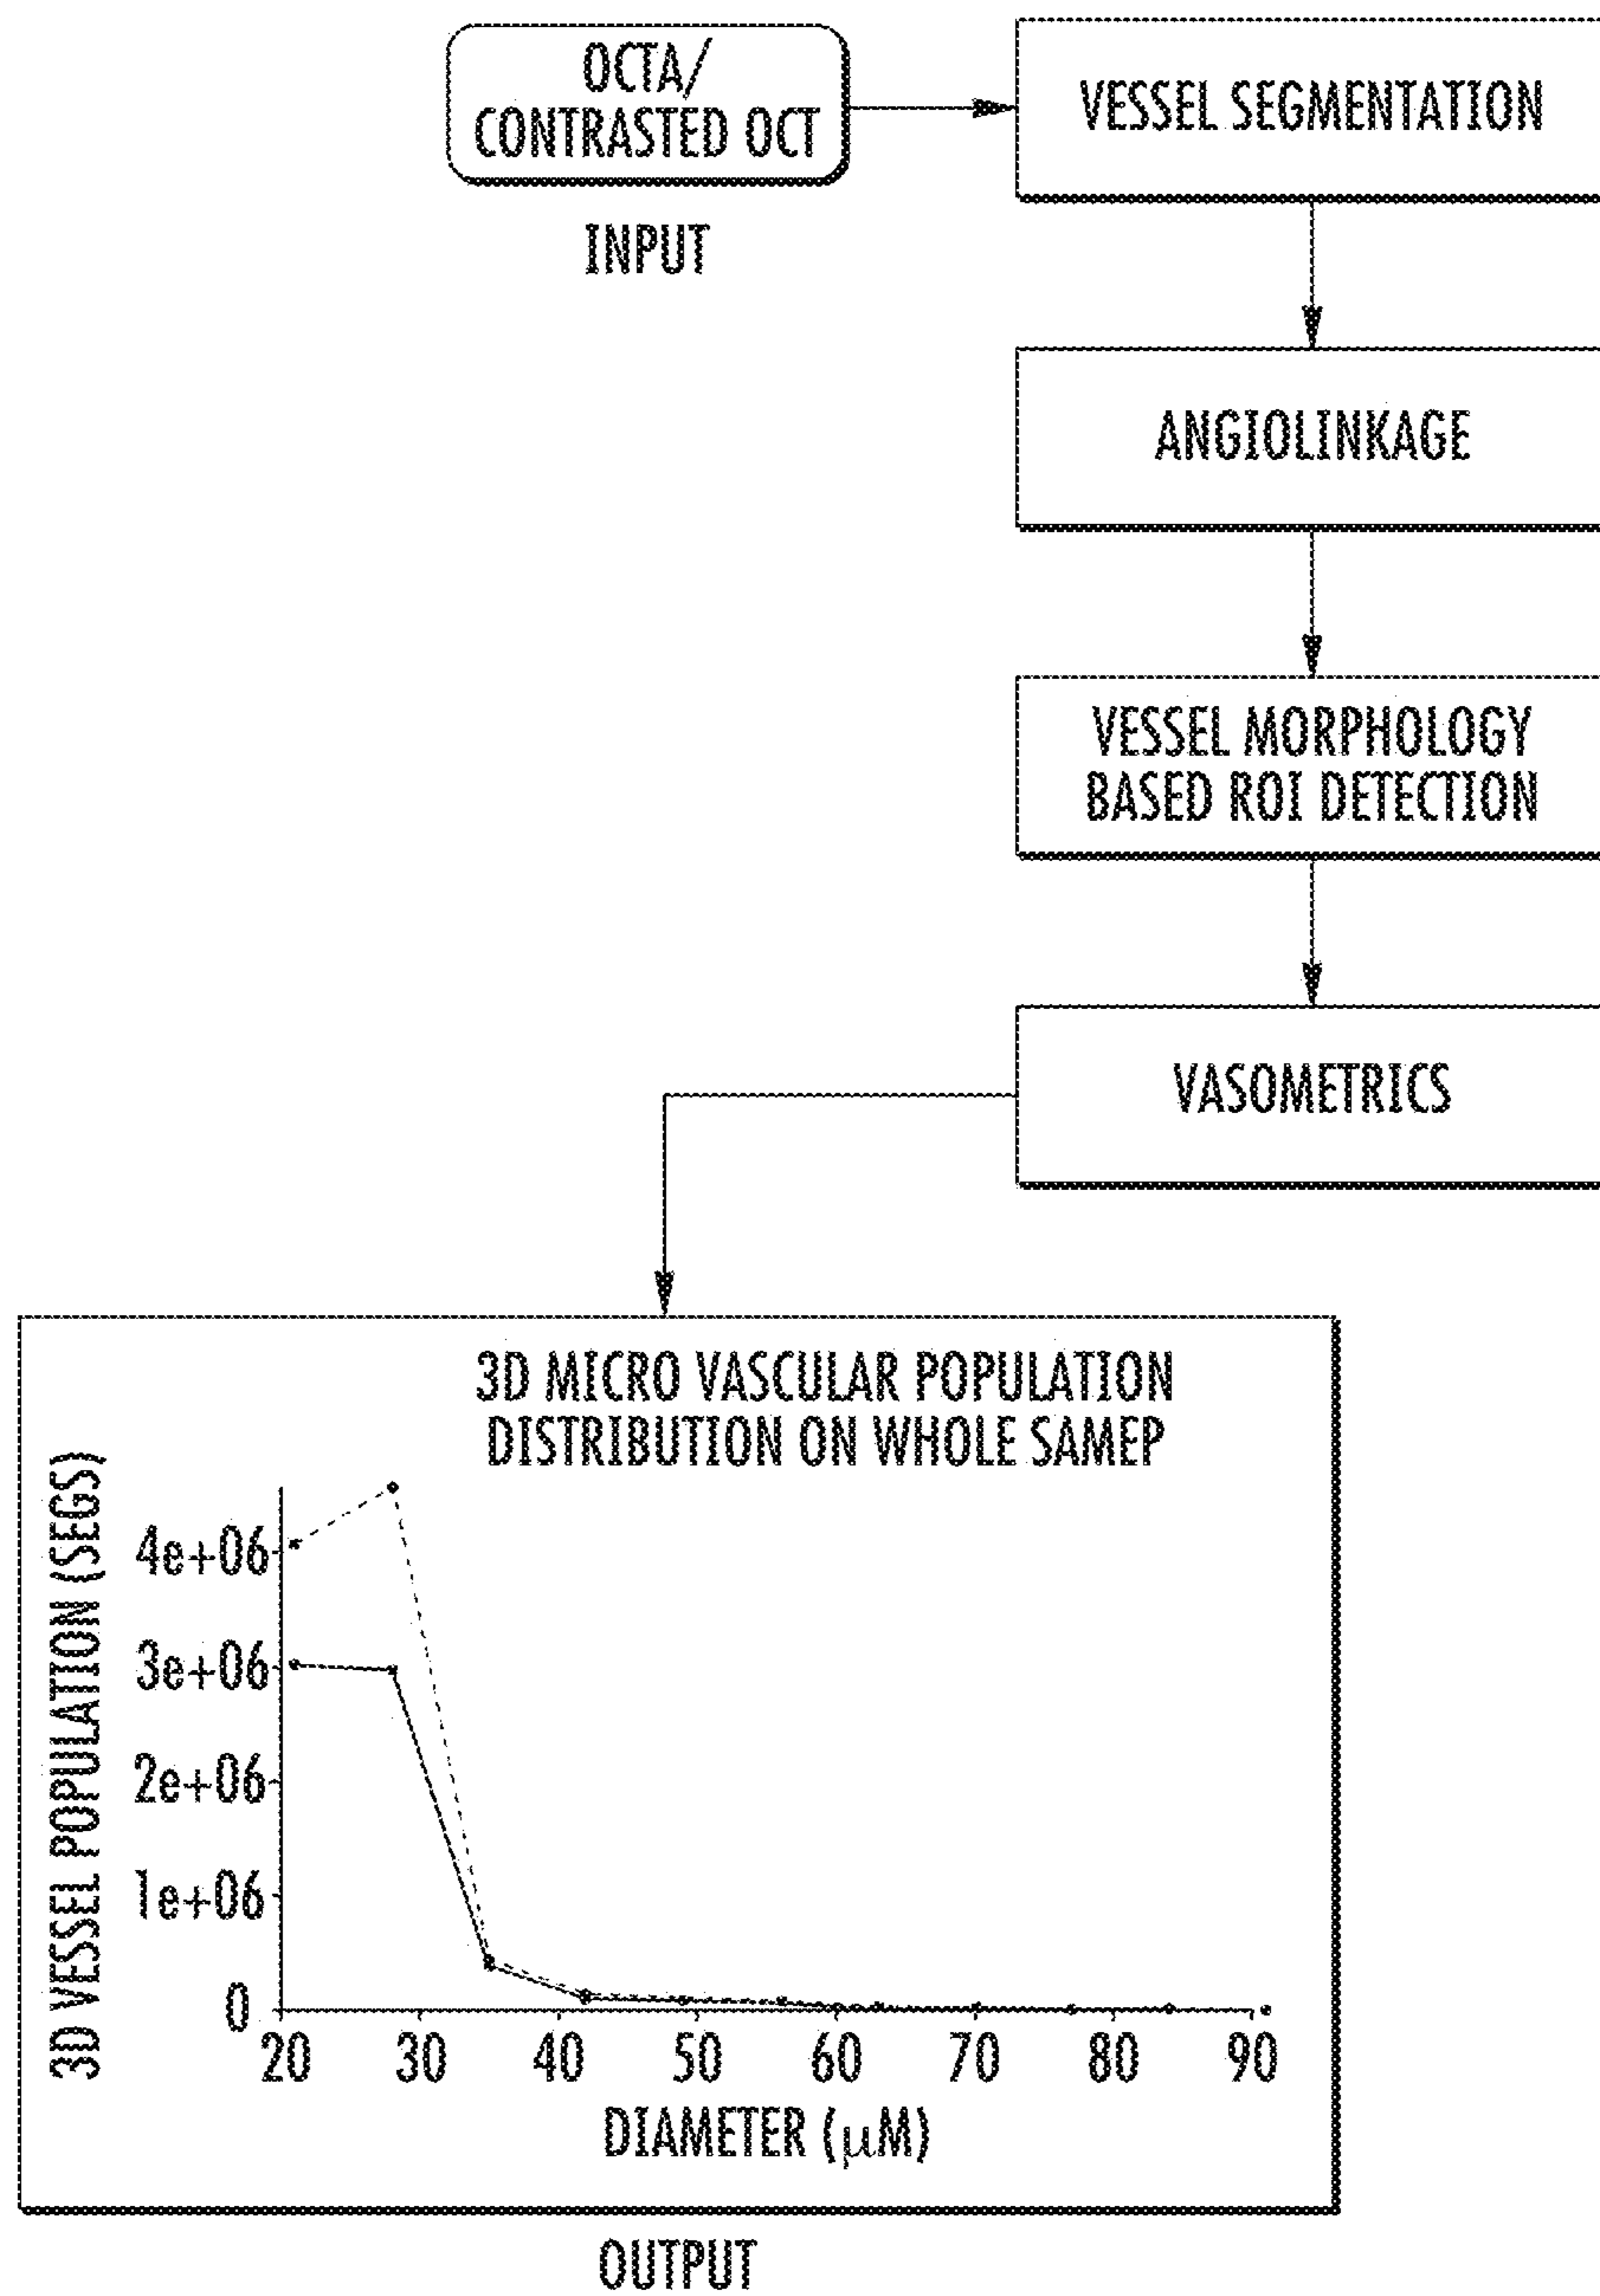 OCTA/
CONTRASTED OCT
INPUT
VESSEL SEGMENTATION
ANGIOLINKAGE
VESSEL MORPHOLOGY
BASED ROI DETECTION
VASOMETRICS
3D MICRO VASCULAR POPULATION
DISTRIBUTION ON WHOLE SAMEP
3D VESSEL POPULATION (SEGS)
4e+06
3e+06
2e+06
1e+06
0
20 30 40 50 60 70 80 90
DIAMETER (μM)
OUTPUT